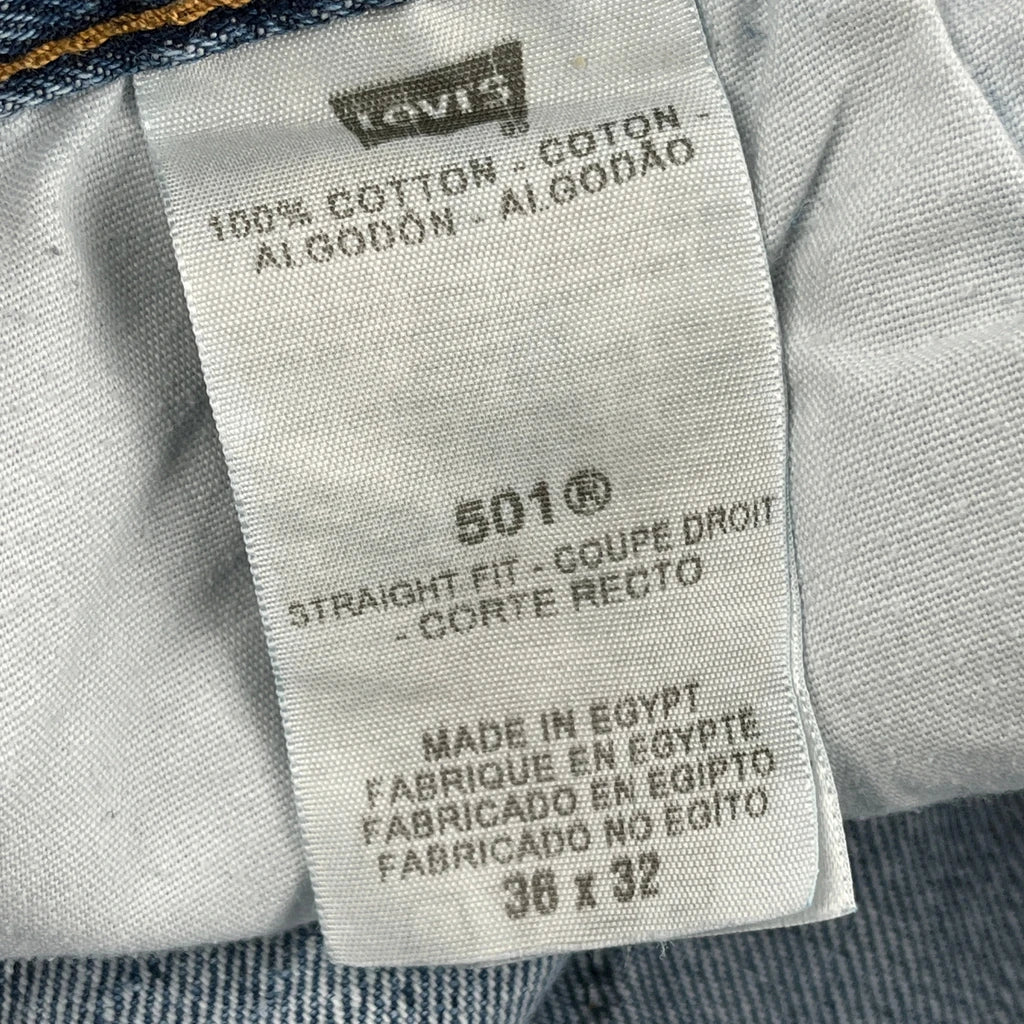 Levi's
100% COTTON - COTON -
ALGODÓN - ALGODÃO
501®
STRAIGHT FIT - COUPE DROIT
- CORTE RECTO
MADE IN EGYPT
FABRIQUE EN EGYPTE
FABRICADO EN EGIPTO
FABRICADO NO EGITO
36 x 32